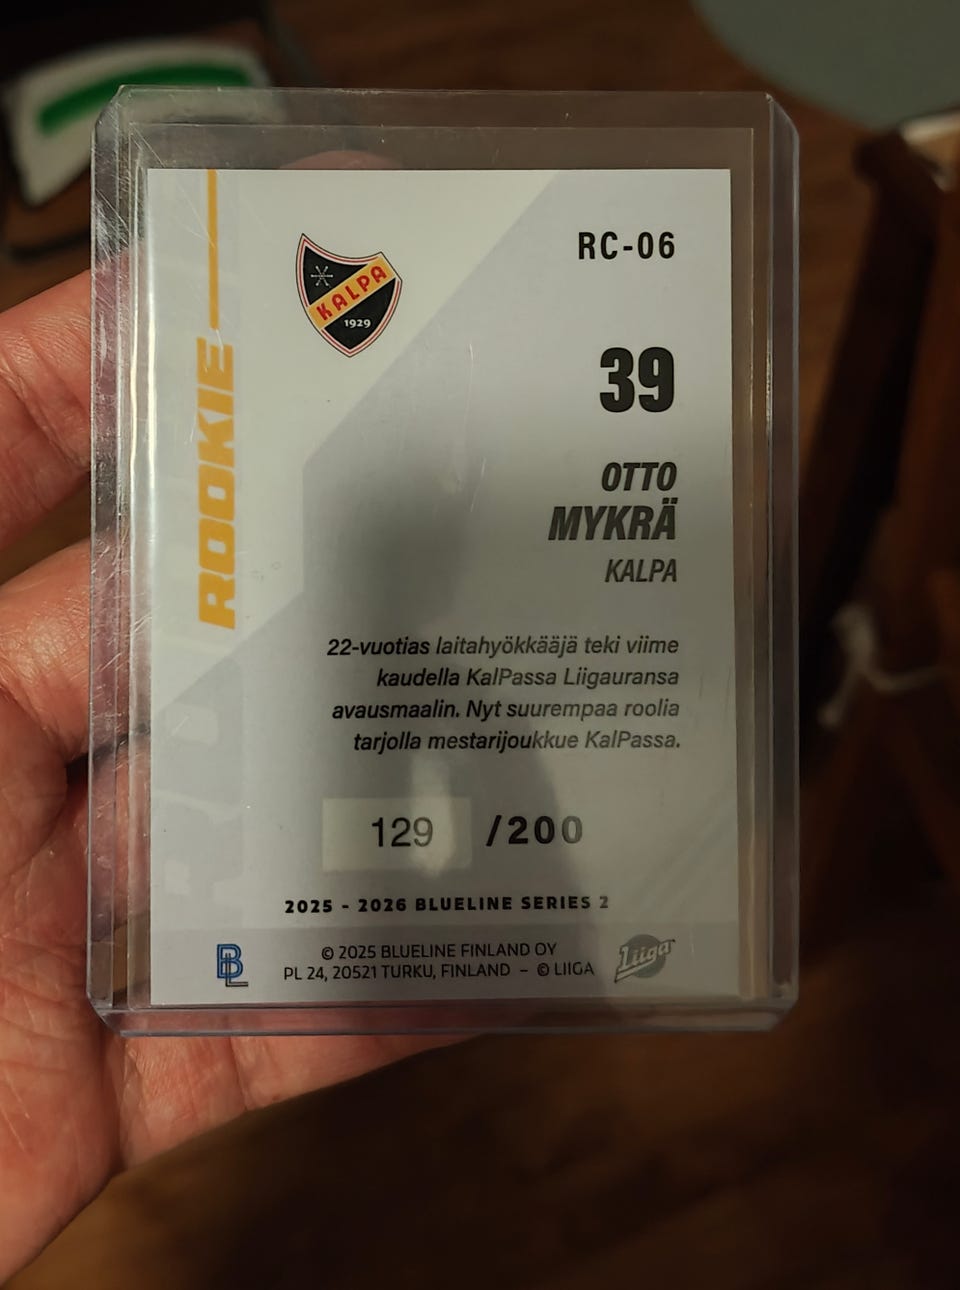 ROOKIE
KALPA
1929
RC-06
39
OTTO
MYKRÄ
KALPA
22-vuotias laitahyökkääjä teki viime
kaudella KalPassa Liigauransa
avausmaalin. Nyt suurempaa roolia
tarjolla mestarijoukkue KalPassa.
129 /200
2025 - 2026 BLUELINE SERIES 2
BL
© 2025 BLUELINE FINLAND OY
PL 24, 20521 TURKU, FINLAND – © LIIGA
Liiga